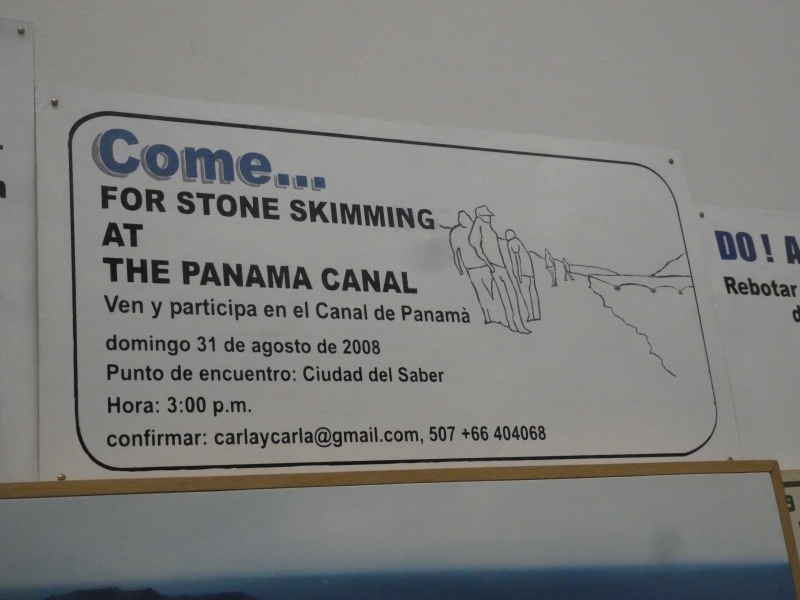 Come...
FOR STONE SKIMMING
AT
THE PANAMA CANAL
Ven y participa en el Canal de Panamà
domingo 31 de agosto de 2008
Punto de encuentro: Ciudad del Saber
Hora: 3:00 p.m.
confirmar: carlaycarla@gmail.com, 507 +66 404068
DO! A
Rebotar
d
a
9